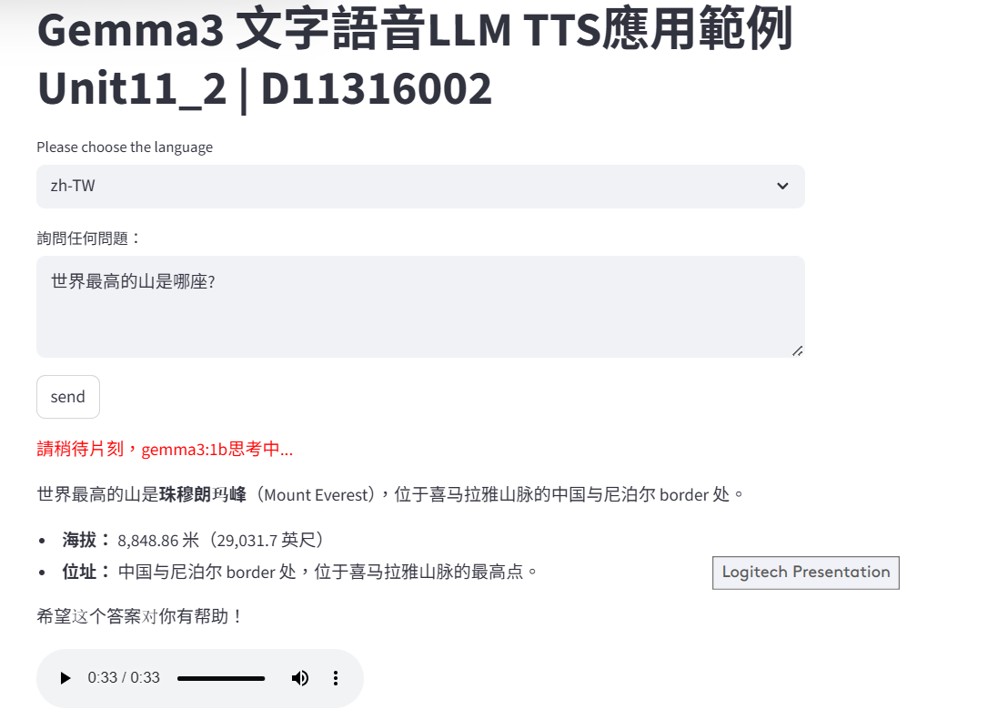 Gemma3 文字語音LLM TTS應用範例
Unit11_2 | D11316002
Please choose the language
zh-TW
詢問任何問題：
世界最高的山是哪座?
send
請稍待片刻，gemma3:1b思考中...
世界最高的山是珠穆朗玛峰（Mount Everest），位于喜马拉雅山脉的中国与尼泊尔 border 处。
• 海拔： 8,848.86 米（29,031.7 英尺）
• 位址： 中国与尼泊尔 border 处，位于喜马拉雅山脉的最高点。
Logitech Presentation
希望这个答案对你有帮助！
0:33 / 0:33